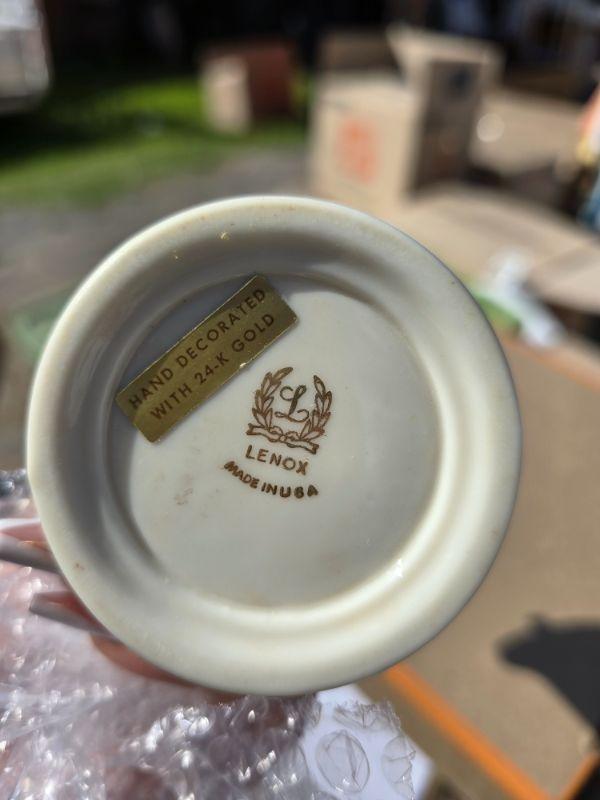 HAND DECORATED
WITH 24-K GOLD
L
LENOX
MADE IN USA